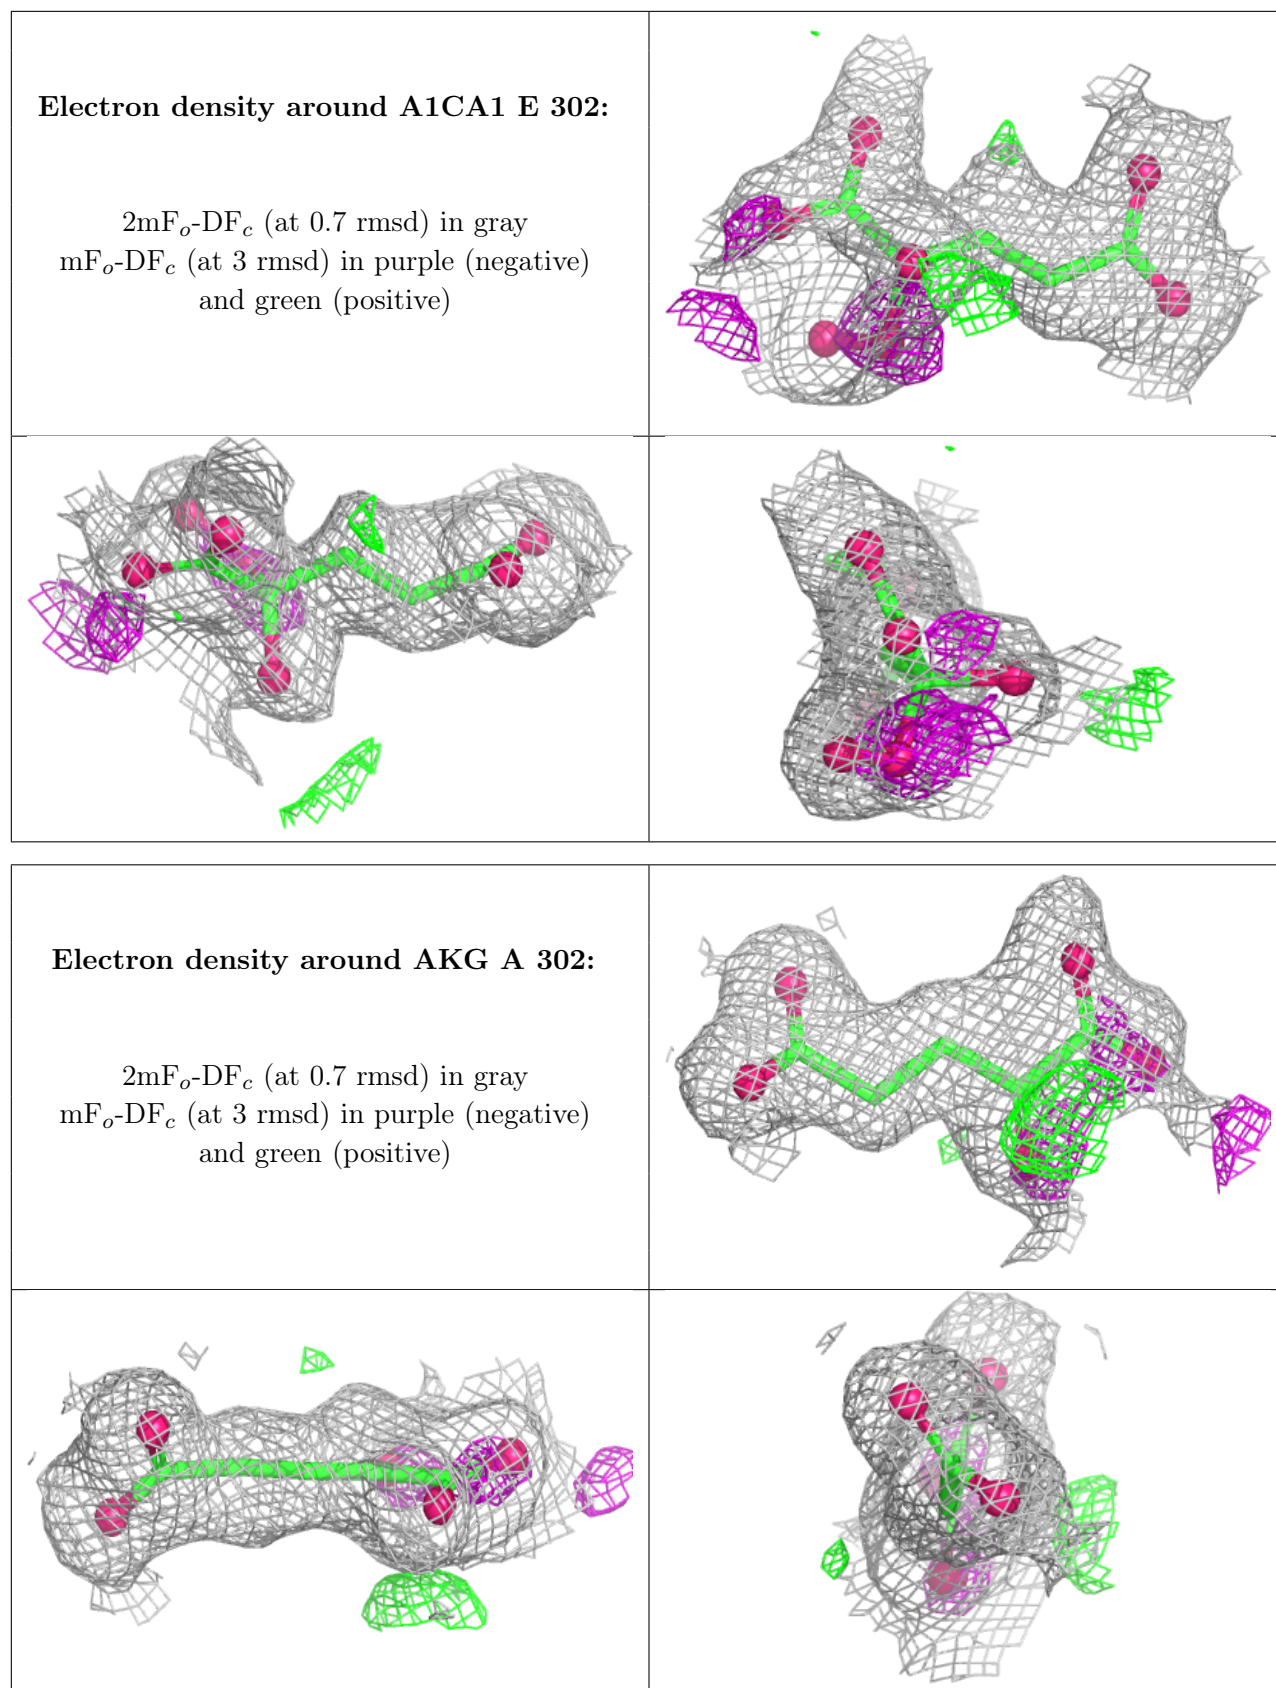 Electron density around A1CA1 E 302:
2mFo-DFc (at 0.7 rmsd) in gray
mFo-DFc (at 3 rmsd) in purple (negative)
and green (positive)
Electron density around AKG A 302:
2mFo-DFc (at 0.7 rmsd) in gray
mFo-DFc (at 3 rmsd) in purple (negative)
and green (positive)